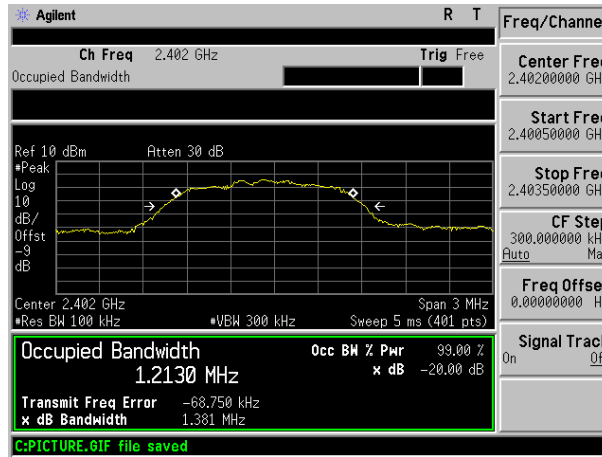 Agilent R T
Ch Freq 2.402 GHz Trig Free
Occupied Bandwidth
Ref 10 dBm Atten 30 dB
#Peak
Log
10
dB/
Offst
-9
dB
Center 2.402 GHz Span 3 MHz
#Res BW 100 kHz #VBW 300 kHz Sweep 5 ms (401 pts)
Occupied Bandwidth Occ BW % Pwr 99.00 %
1.2130 MHz x dB -20.00 dB
Transmit Freq Error -68.750 kHz
x dB Bandwidth 1.381 MHz
C:PICTURE.GIF file saved
Freq/Channe
Center Fre
2.40200000 GH
Start Fre
2.40050000 GH
Stop Fre
2.40350000 GH
CF Ste
300.000000 kH
Auto Ma
Freq Offse
0.00000000 H
Signal Trac
On Of